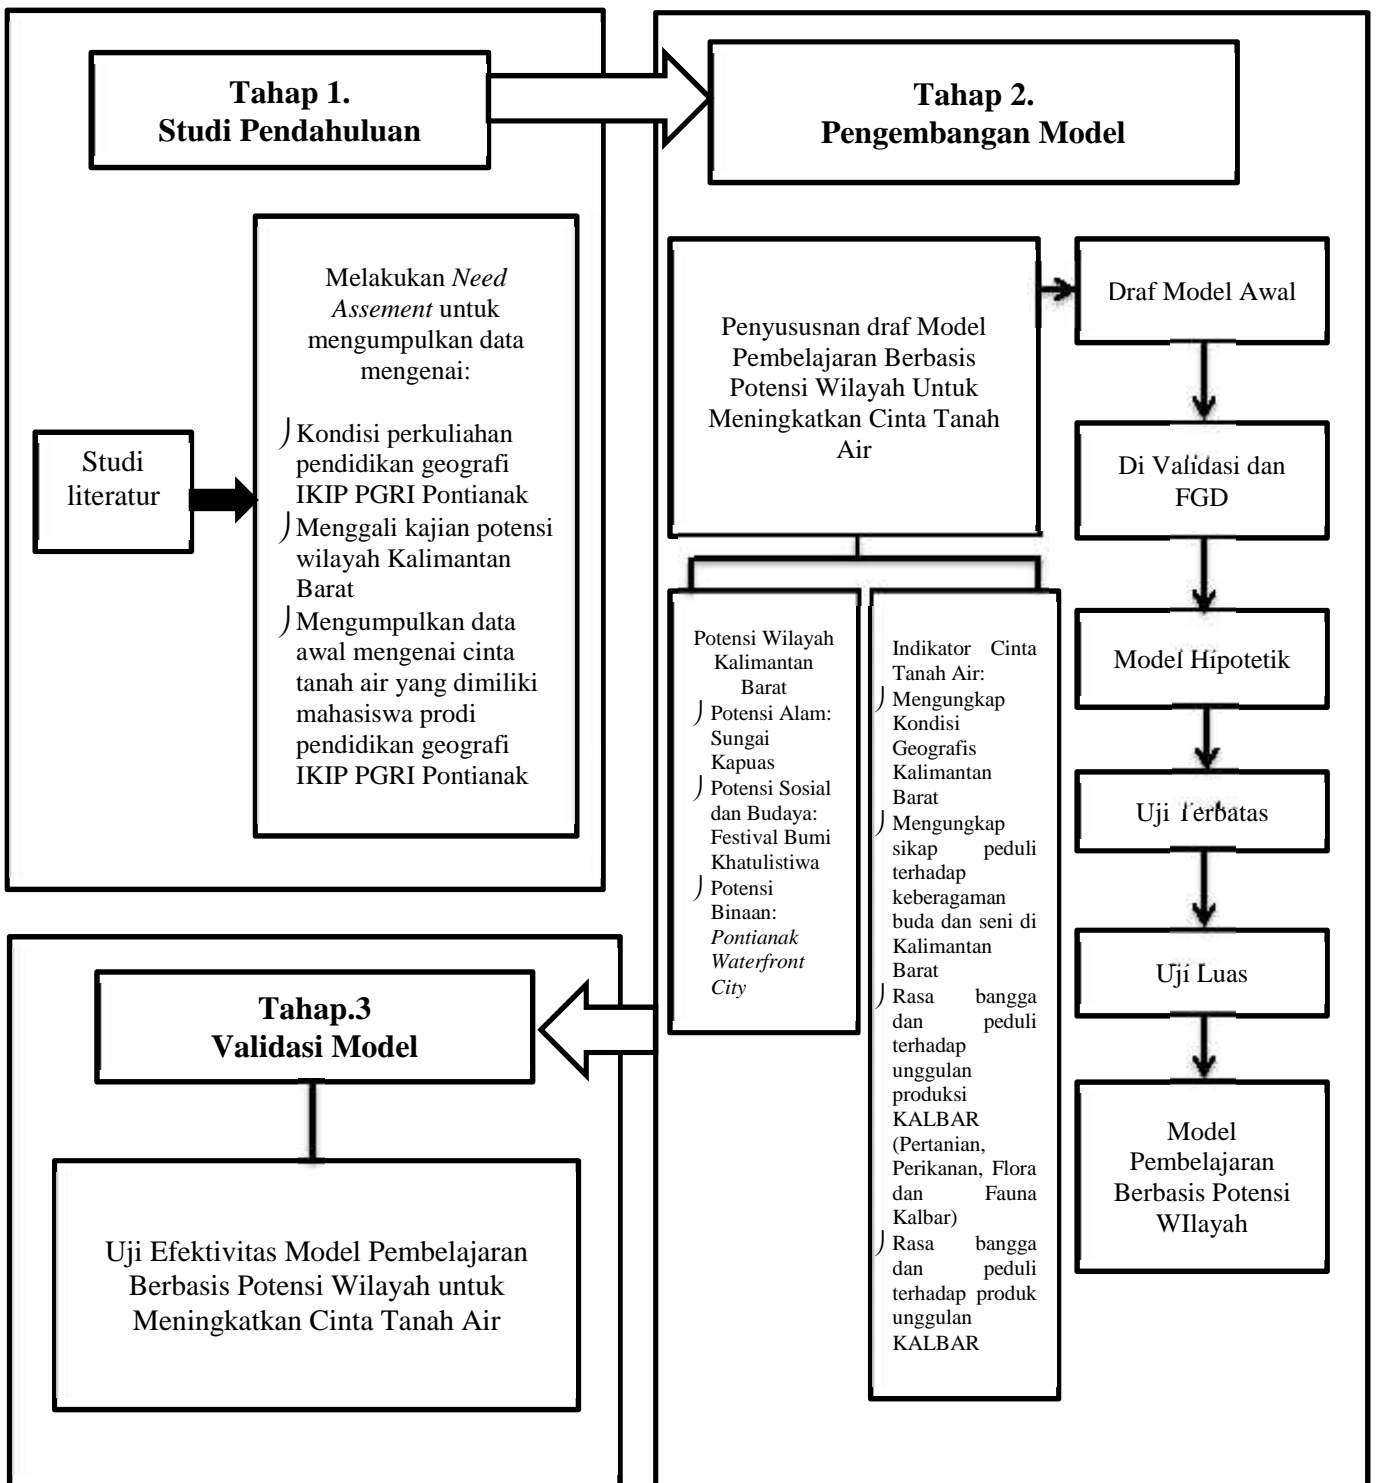 Tahap 1.
Studi Pendahuluan
Melakukan Need
Assement untuk
mengumpulkan data
mengenai:
Kondisi perkuliahan
pendidikan geografi
IKIP PGRI Pontianak
Menggali kajian potensi
wilayah Kalimantan
Barat
Mengumpulkan data
awal mengenai cinta
tanah air yang dimiliki
mahasiswa prodi
pendidikan geografi
IKIP PGRI Pontianak
Studi
literatur
Tahap 2.
Pengembangan Model
Penyususnan draf Model
Pembelajaran Berbasis
Potensi Wilayah Untuk
Meningkatkan Cinta Tanah
Air
Potensi Wilayah
Kalimantan
Barat
Potensi Alam:
Sungai
Kapuas
Potensi Sosial
dan Budaya:
Festival Bumi
Khatulistiwa
Potensi
Binaan:
Pontianak
Waterfront
City
Indikator Cinta
Tanah Air:
Mengungkap
Kondisi
Geografis
Kalimantan
Barat
Mengungkap
sikap peduli
terhadap
keberagaman
buda dan seni di
Kalimantan
Barat
Rasa bangga
dan peduli
terhadap
unggulan
produksi
KALBAR
(Pertanian,
Perikanan, Flora
dan Fauna
Kalbar)
Rasa bangga
dan peduli
terhadap produk
unggulan
KALBAR
Draf Model Awal
Di Validasi dan
FGD
Model Hipotetik
Uji Terbatas
Uji Luas
Model
Pembelajaran
Berbasis Potensi
WIlayah
Tahap.3
Validasi Model
Uji Efektivitas Model Pembelajaran
Berbasis Potensi Wilayah untuk
Meningkatkan Cinta Tanah Air